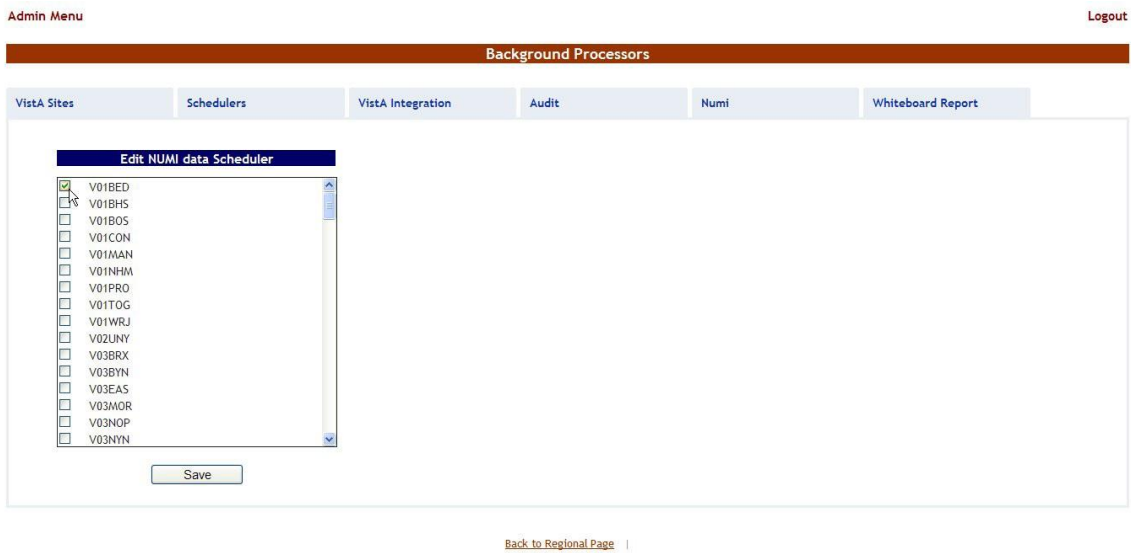 Admin Menu Logout
Background Processors
VistA Sites Schedulers VistA Integration Audit Numi Whiteboard Report
Edit NUMI data Scheduler
V01BED
V01BHS
V01BOS
V01CON
V01MAN
V01NHM
V01PRO
V01TOG
V01WRJ
V02UNY
V03BRX
V03BYN
V03EAS
V03MOR
V03NOP
V03NYN
Save
Back to Regional Page |